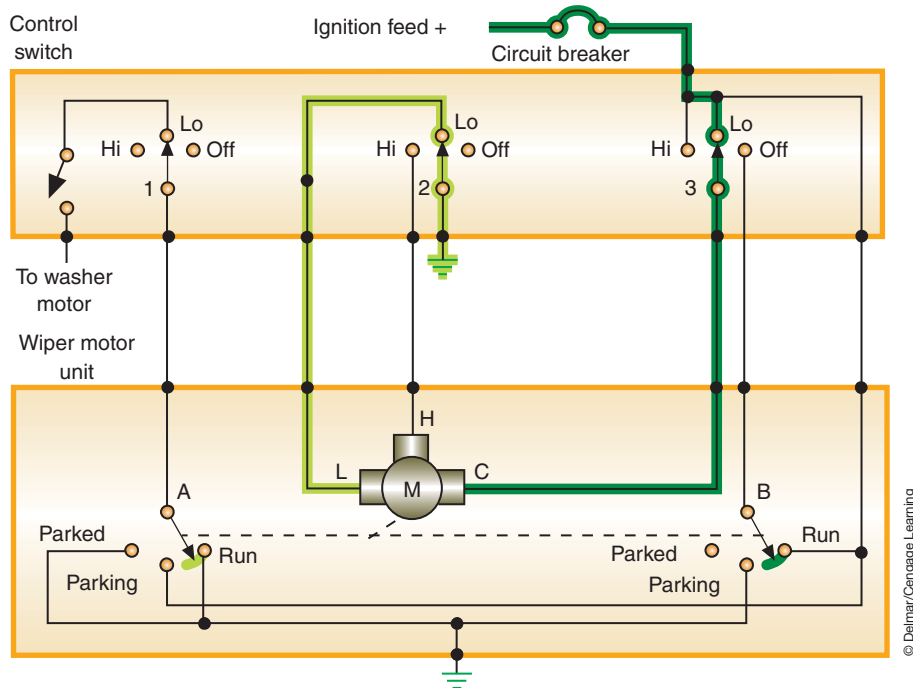 Control
switch
Ignition feed +
Circuit breaker
Lo
Hi
Off
1
Lo
Hi
Off
2
Lo
Hi
Off
3
To washer
motor
Wiper motor
unit
H
L
C
M
A
B
Parked
Run
Parking
Parked
Run
Parking
© Delmar/Cengage Learning